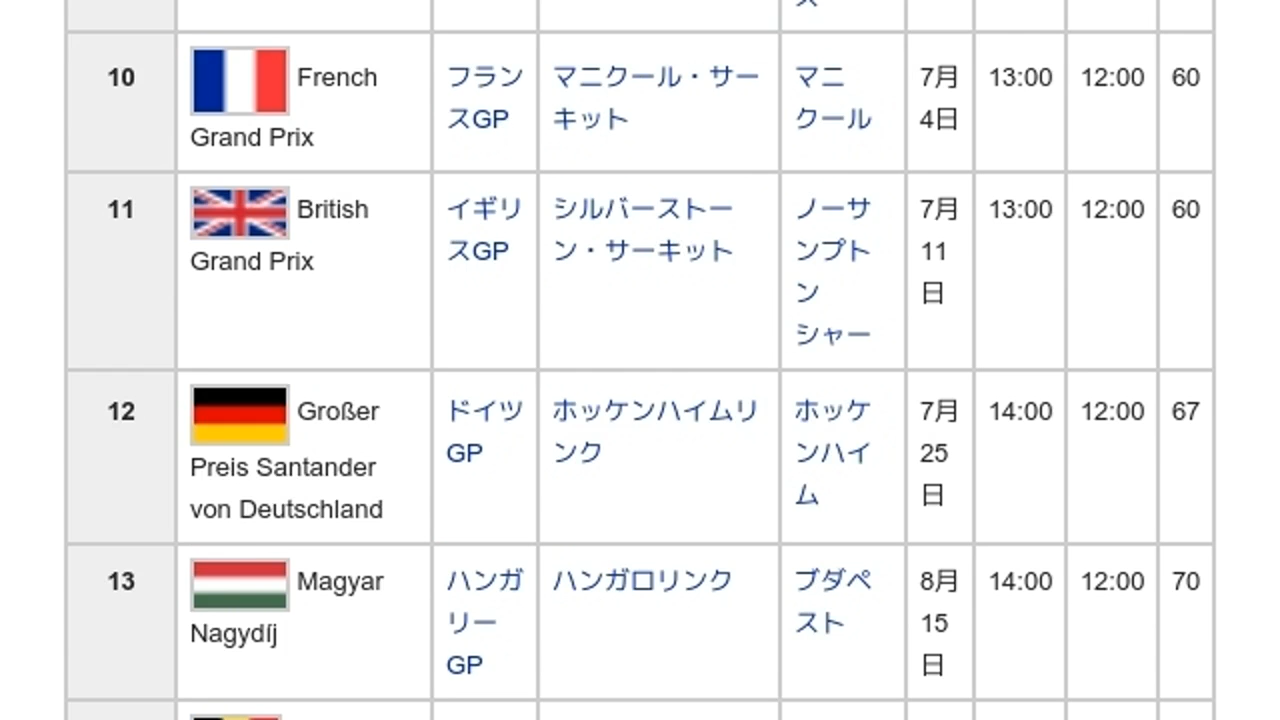 ス
10 French フラン マニクール・サー マニ 7月 13:00 12:00 60
Grand Prix スGP キット クール 4日
11 British イギリ シルバーストー ノーサ 7月 13:00 12:00 60
Grand Prix スGP ン・サーキット ンプト 11
ン 日
シャー
12 Großer ドイツ ホッケンハイムリ ホッケ 7月 14:00 12:00 67
Preis Santander GP ンク ンハイ 25
von Deutschland ム 日
13 Magyar ハンガ ハンガロリンク ブダペ 8月 14:00 12:00 70
Nagydíj リー スト 15
GP 日